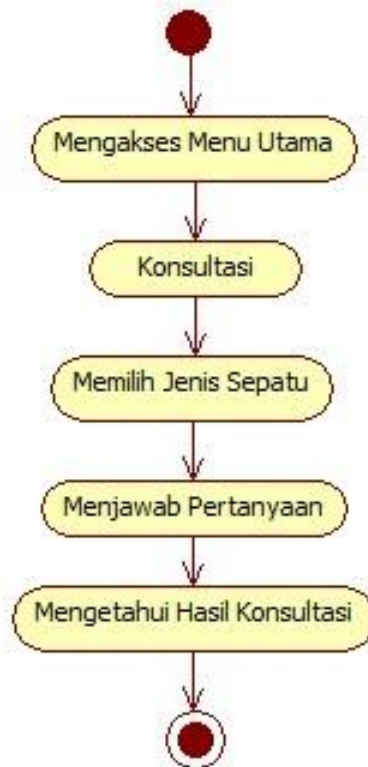 Mengakses Menu Utama
Konsultasi
Memilih Jenis Sepatu
Menjawab Pertanyaan
Mengetahui Hasil Konsultasi